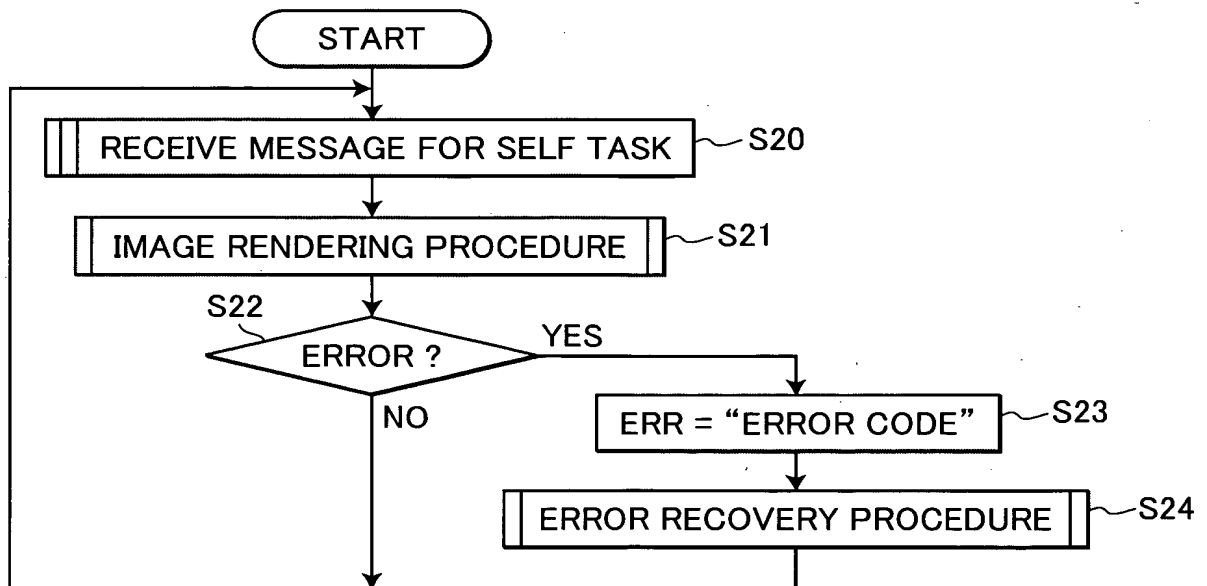 START
RECEIVE MESSAGE FOR SELF TASK
S20
IMAGE RENDERING PROCEDURE
S21
S22
ERROR ?
YES
NO
ERR = “ERROR CODE”
S23
ERROR RECOVERY PROCEDURE
S24